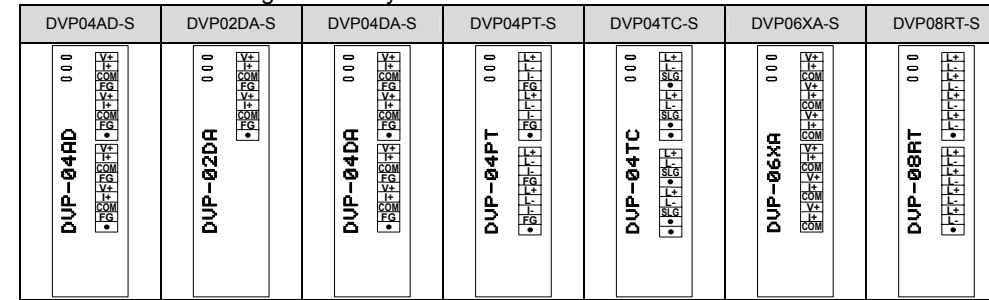 DVP04AD-S
DVP02DA-S
DVP04DA-S
DVP04PT-S
DVP04TC-S
DVP06XA-S
DVP08RT-S
DVP-04AD
V+
I+
COM
FG
V+
I+
COM
FG
●
V+
I+
COM
FG
V+
I+
COM
FG
●
DVP-02DA
V+
I+
COM
FG
V+
I+
COM
FG
●
DVP-04DA
V+
I+
COM
FG
V+
I+
COM
FG
●
V+
I+
COM
FG
V+
I+
COM
FG
●
DVP-04PT
L+
L-
I-
FG
L+
L-
I-
FG
●
L+
L-
I-
FG
L+
L-
I-
FG
●
DVP-04TC
L+
L-
SLG
●
L+
L-
SLG
●
●
L+
L-
SLG
●
L+
L-
SLG
●
●
DVP-06XA
V+
I+
COM
V+
I+
COM
V+
I+
COM
V+
I+
COM
V+
I+
COM
V+
I+
COM
DVP-08RT
L+
L-
L+
L-
L+
L-
L+
L-
●
L+
L-
L+
L-
L+
L-
L+
L-
●